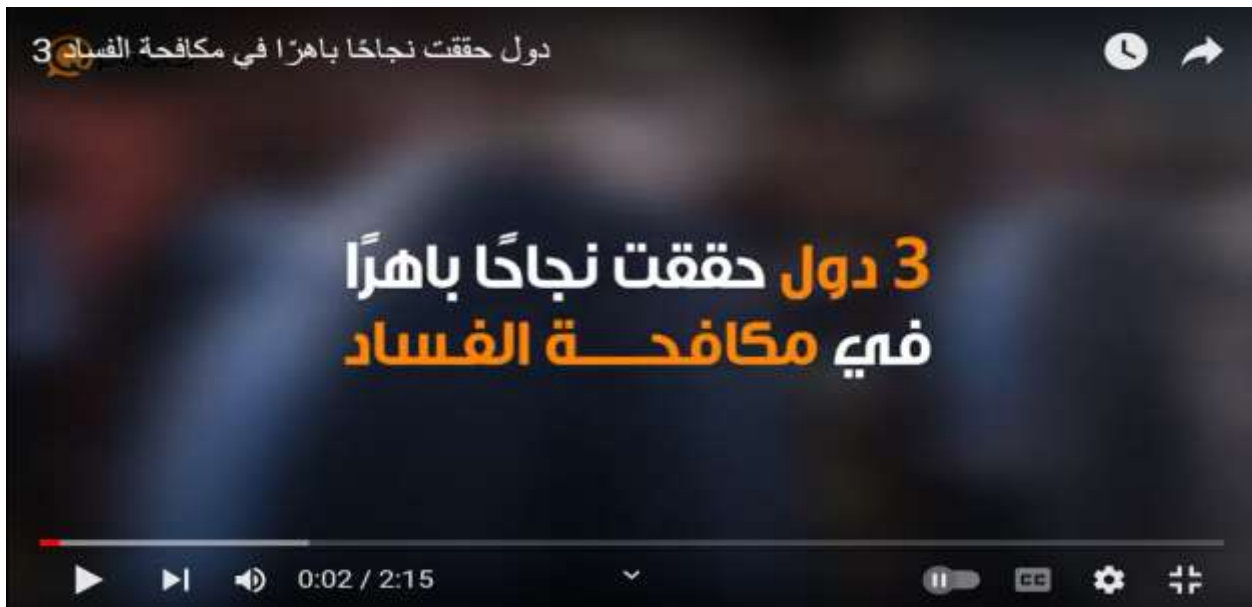 3 دول حققت نجاحًا باهرًا في مكافحة الفساد
3 دول حققت نجاحًا باهرًا
في مكافحة الفساد
0:02 / 2:15
CC